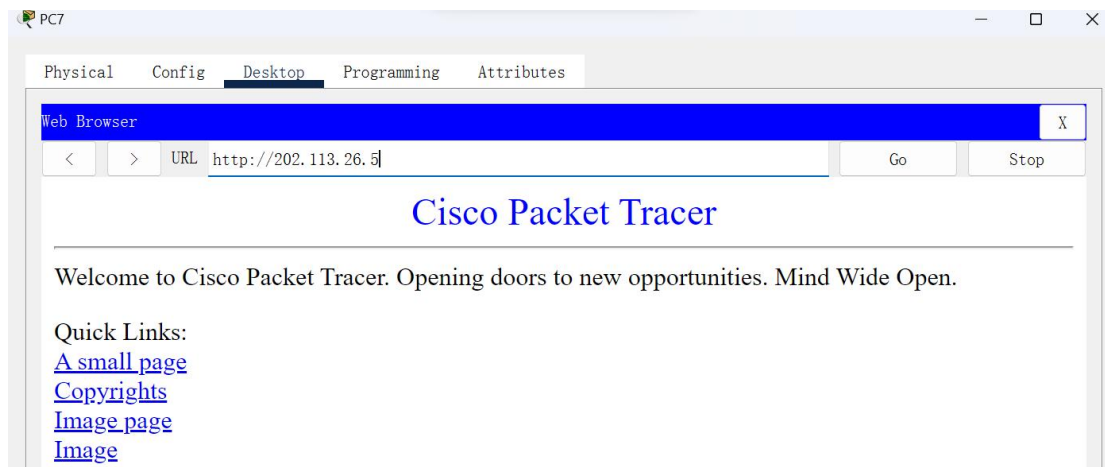 PC7
Physical Config Desktop Programming Attributes
Web Browser X
< > URL http://202.113.26.5 Go Stop
Cisco Packet Tracer
Welcome to Cisco Packet Tracer. Opening doors to new opportunities. Mind Wide Open.
Quick Links:
A small page
Copyrights
Image page
Image